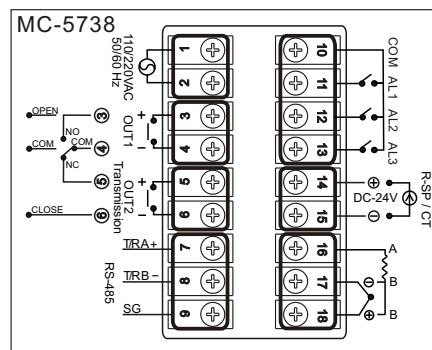 MC-5738
110/220VAC
50/60 Hz
1
2
3
4
5
6
7
8
9
10
11
12
13
14
15
16
17
18
OPEN
③
NO
COM
COM
④
NC
⑤
CLOSE
⑥
+
OUT1
−
Transmission
OUT2
+
−
T/RA+
T/RB−
SG
RS-485
COM
AL1
AL2
AL3
+
DC-24V
−
R-SP / CT
A
−
B
+
B